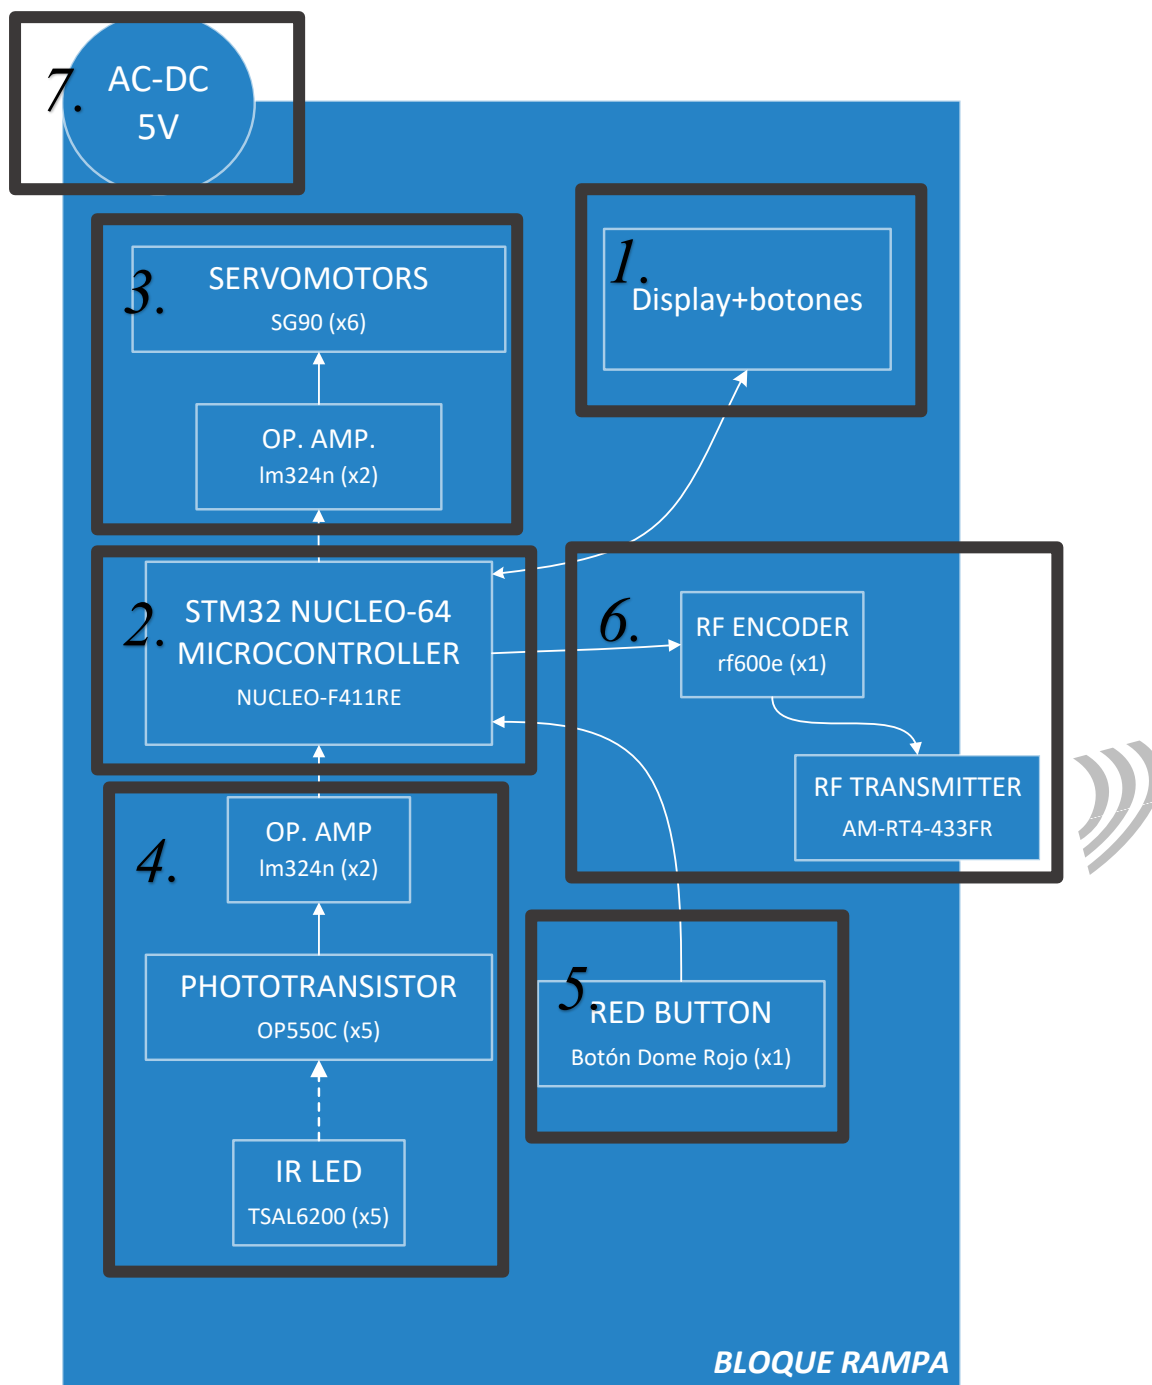 7.
AC-DC
5V
3.
SERVOMOTORS
SG90 (x6)
OP. AMP.
lm324n (x2)
1.
Display+botones
2.
STM32 NUCLEO-64
MICROCONTROLLER
NUCLEO-F411RE
6.
RF ENCODER
rf600e (x1)
RF TRANSMITTER
AM-RT4-433FR
4.
OP. AMP
lm324n (x2)
PHOTOTRANSISTOR
OP550C (x5)
IR LED
TSAL6200 (x5)
5.
RED BUTTON
Botón Dome Rojo (x1)
BLOQUE RAMPA